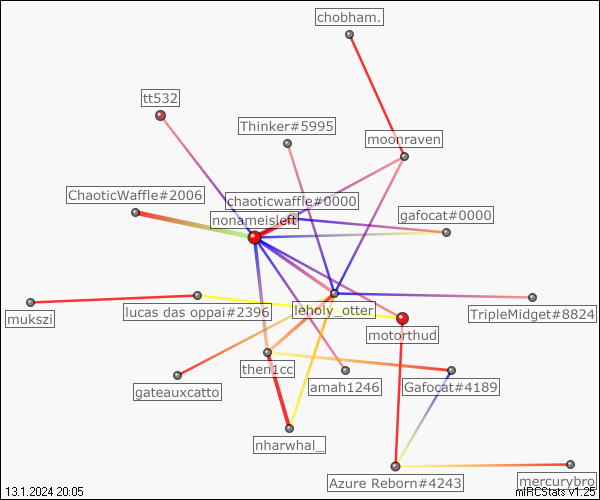 chobham.
tt532
Thinker#5995
moonraven
ChaoticWaffle#2006
chaoticwaffle#0000
nonameisleft
gafocat#0000
mukszi
lucas das oppai#2396
leholy_otter
TripleMidget#8824
motorthud
gateauxcatto
then1cc
amah1246
Gafocat#4189
nharwhal_
Azure Reborn#4243
mercurybro
13.1.2024 20:05
mIRCStats v1.25